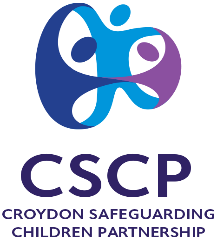 CSCP
CROYDON SAFEGUARDING
CHILDREN PARTNERSHIP